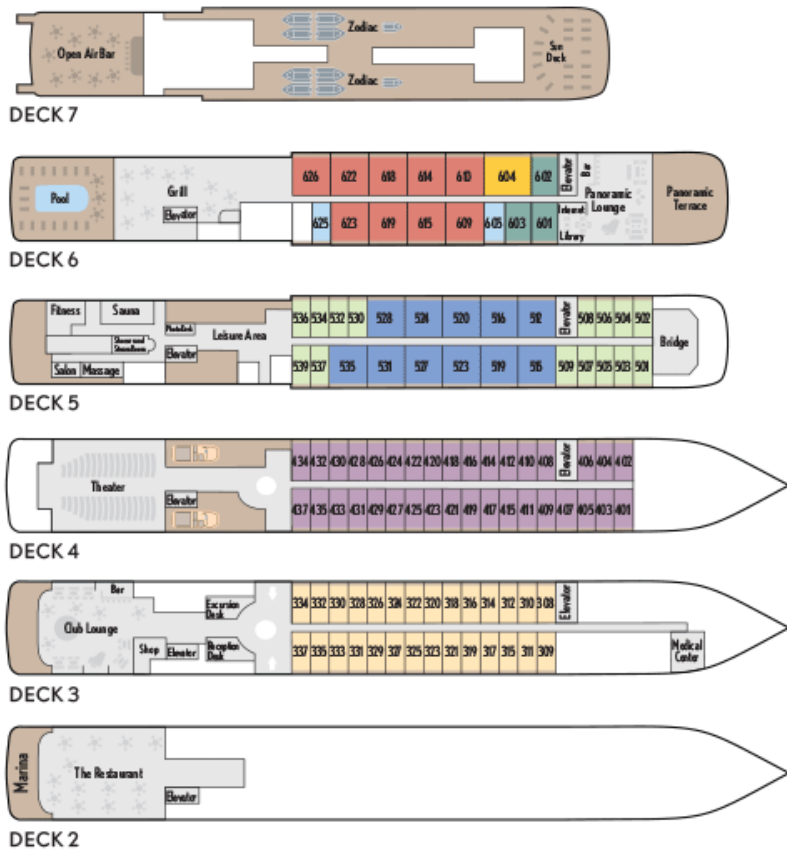 Open Air Bar
Zodiac
Zodiac
Sun
Deck
DECK 7
Pool
Grill
Elevator
626 622 618 614 610 604 602
625 623 619 615 609 605 603 601
Elevator
Bar
Internet
Library
Panoramic
Lounge
Panoramic
Terrace
DECK 6
Fitness
Sauna
Salon
Massage
Elevator
Leisure Area
536 534 532 530 528 524 520 516 512
Elevator
508 506 504 502
539 537 535 531 527 523 519 515 509 507 505 503 501
Bridge
DECK 5
Theater
Elevator
434 432 430 428 426 424 422 420 418 416 414 412 410 408
Elevator
406 404 402
437 435 433 431 429 427 425 423 421 419 417 415 411 409 407 405 403 401
DECK 4
Bar
Club Lounge
Shop
Elevator
Excursion
Desk
Reception
Desk
334 332 330 328 326 324 322 320 318 316 314 312 310 308
Elevator
337 335 333 331 329 327 325 323 321 319 317 315 311 309
Medical
Center
DECK 3
Marina
The Restaurant
Elevator
DECK 2